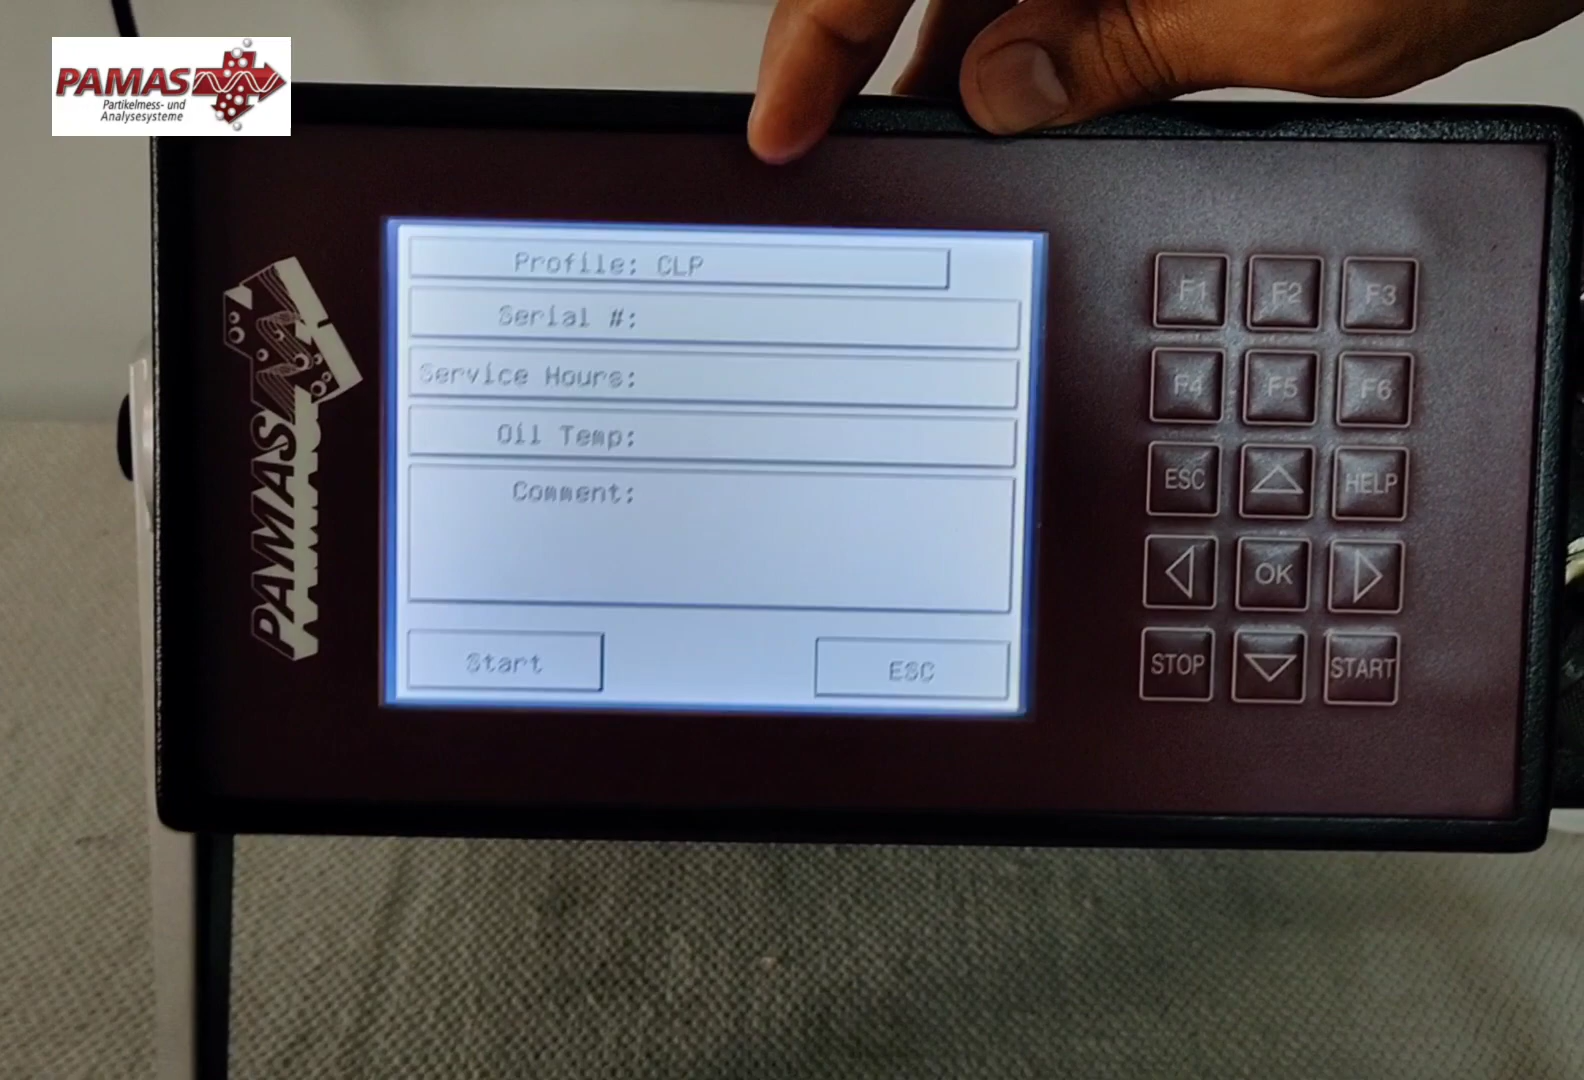 PAMAS
Partikelmess- und
Analysesysteme
PAMAS
Profile: CLP
Serial #:
Service Hours:
Oil Temp:
Comment:
Start
ESC
F1 F2 F3
F4 F5 F6
ESC HELP
OK
STOP START